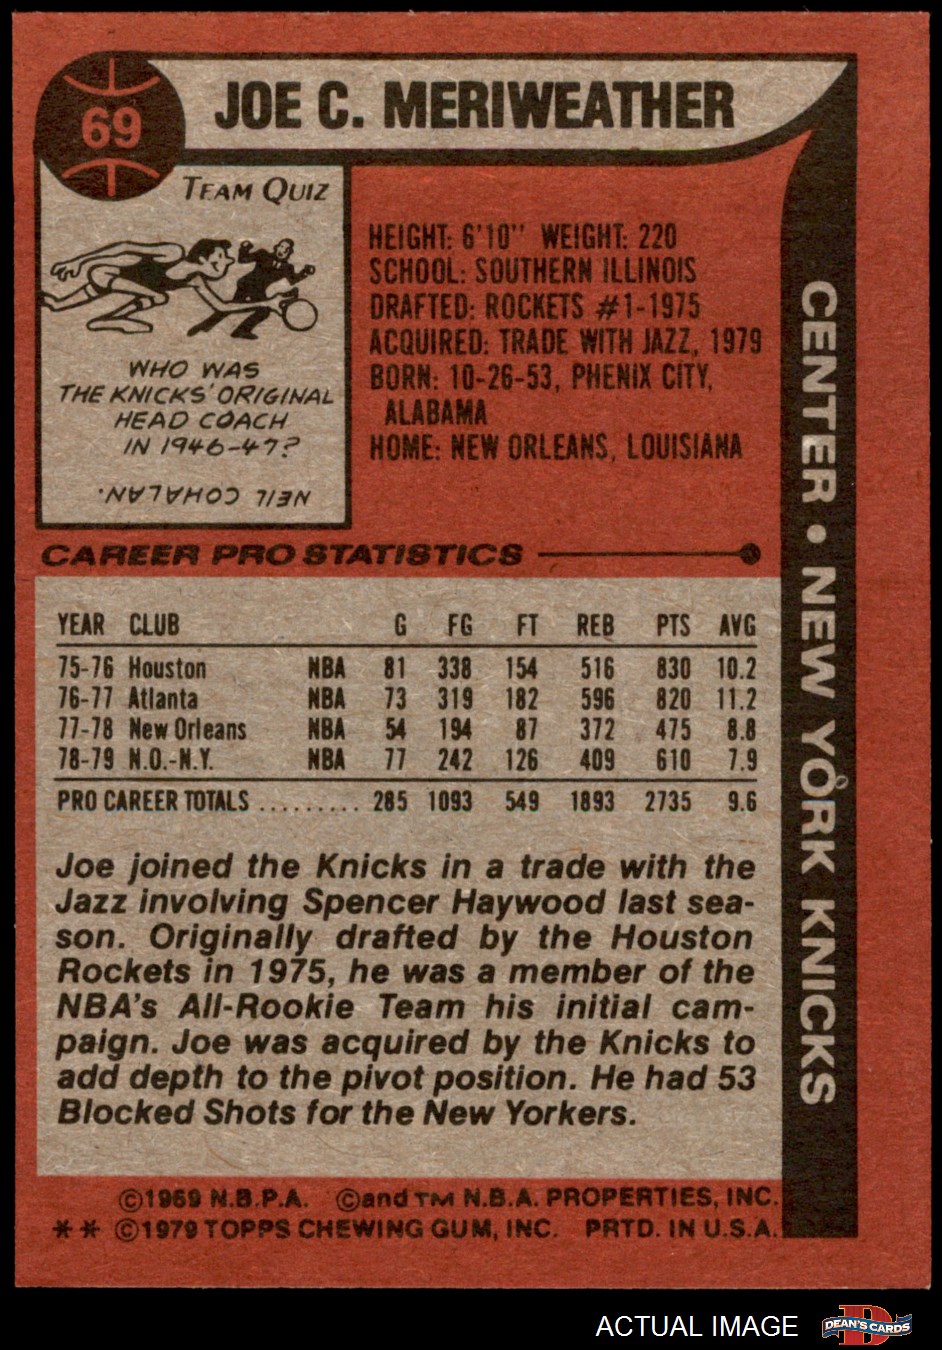 69
JOE C. MERIWEATHER
TEAM QUIZ
WHO WAS
THE KNICKS' ORIGINAL
HEAD COACH
IN 1946-47?
NEIL COHALAN.
HEIGHT: 6'10" WEIGHT: 220
SCHOOL: SOUTHERN ILLINOIS
DRAFTED: ROCKETS #1-1975
ACQUIRED: TRADE WITH JAZZ, 1979
BORN: 10-26-53, PHENIX CITY,
ALABAMA
HOME: NEW ORLEANS, LOUISIANA
CENTER • NEW YORK KNICKS
CAREER PRO STATISTICS
YEAR CLUB G FG FT REB PTS AVG
75-76 Houston NBA 81 338 154 516 830 10.2
76-77 Atlanta NBA 73 319 182 596 820 11.2
77-78 New Orleans NBA 54 194 87 372 475 8.8
78-79 N.O.-N.Y. NBA 77 242 126 409 610 7.9
PRO CAREER TOTALS ......... 285 1093 549 1893 2735 9.6
Joe joined the Knicks in a trade with the
Jazz involving Spencer Haywood last sea-
son. Originally drafted by the Houston
Rockets in 1975, he was a member of the
NBA's All-Rookie Team his initial cam-
paign. Joe was acquired by the Knicks to
add depth to the pivot position. He had 53
Blocked Shots for the New Yorkers.
©1969 N.B.P.A. ©and TM N.B.A. PROPERTIES, INC.
** ©1979 TOPPS CHEWING GUM, INC. PRTD. IN U.S.A.
ACTUAL IMAGE
DEAN'S CARDS